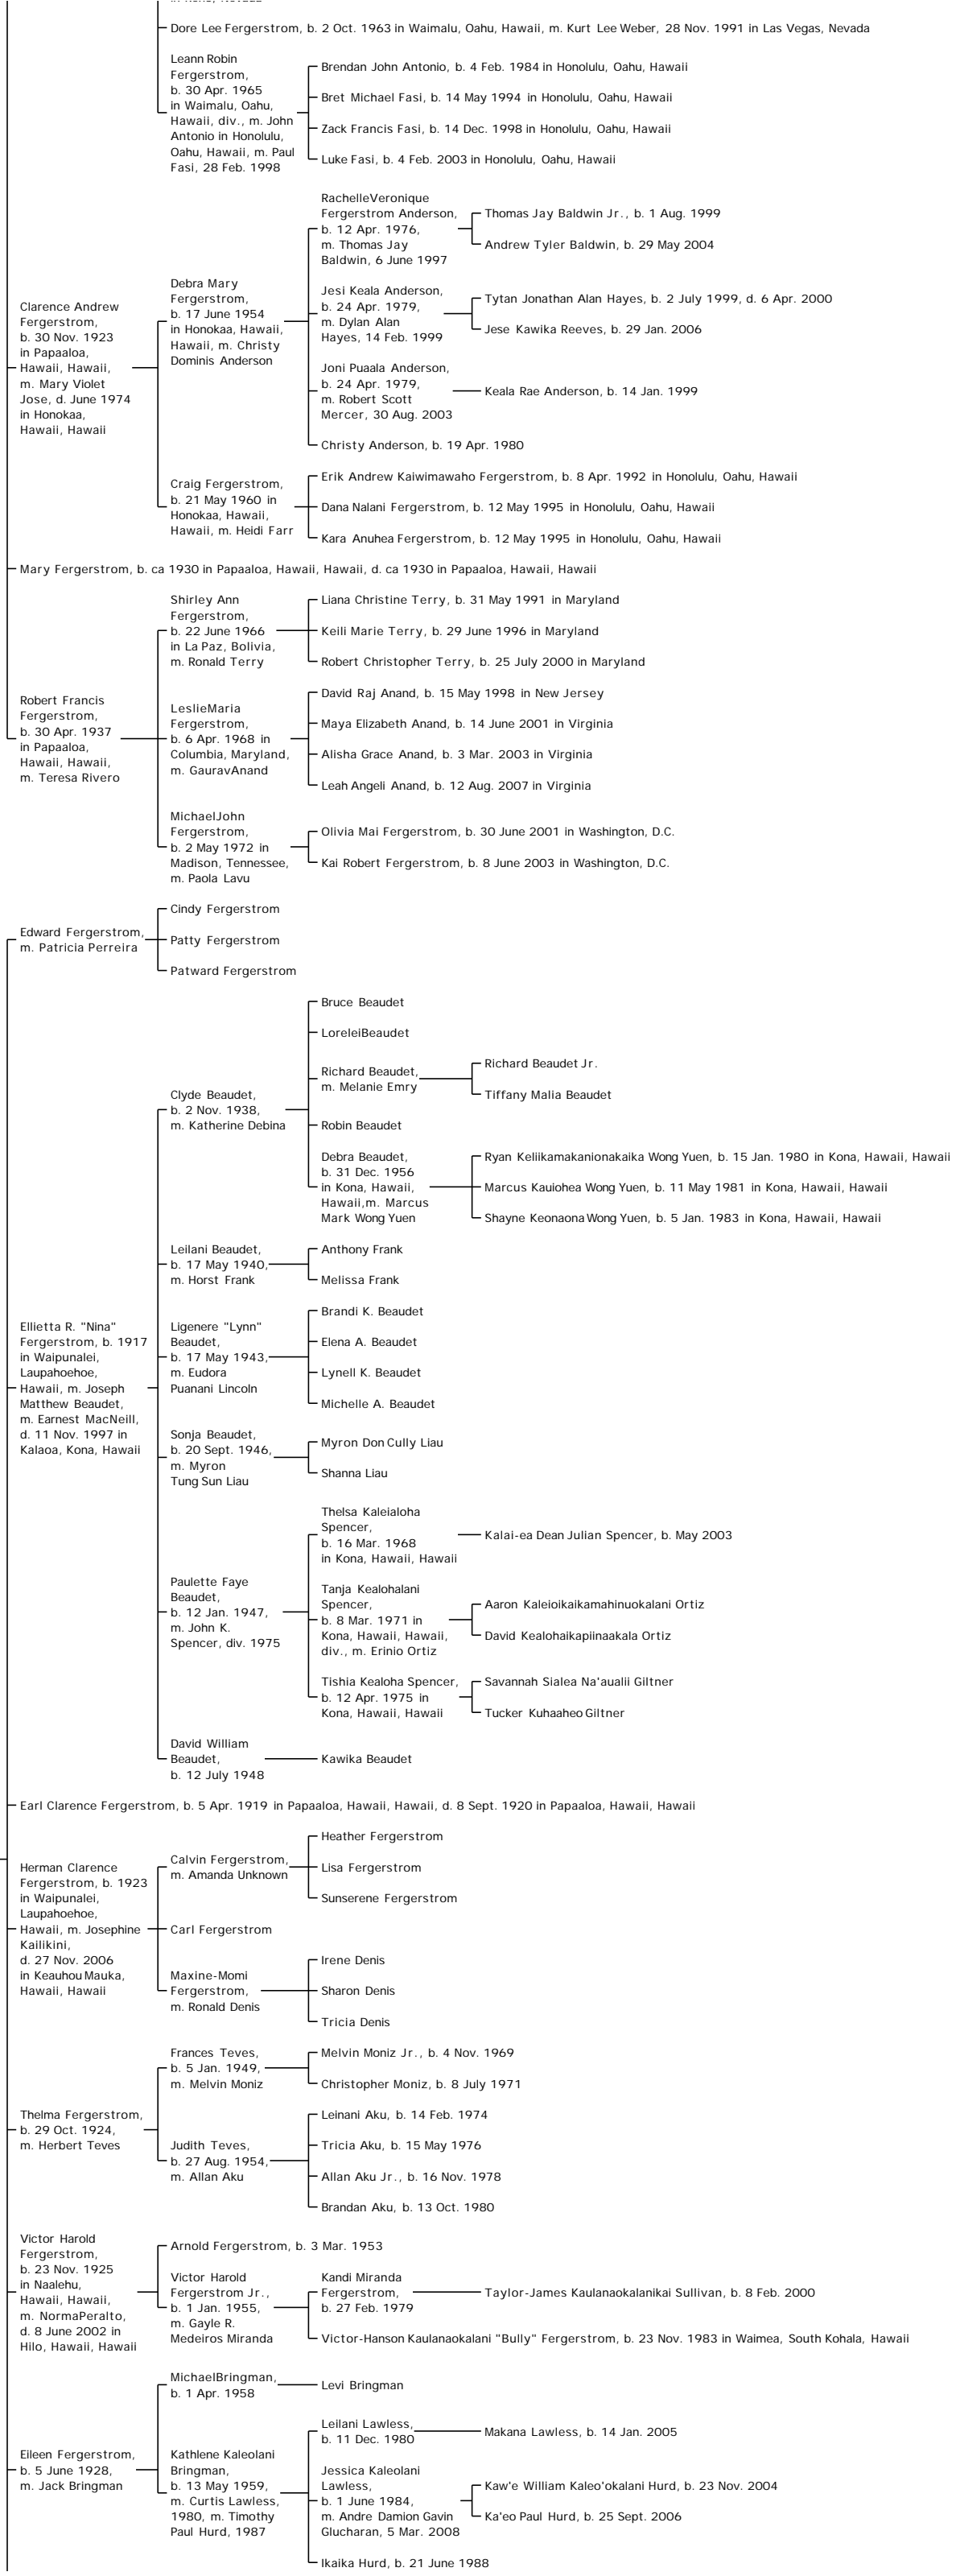 Dore Lee Fergerstrom, b. 2 Oct. 1963 in Waimalu, Oahu, Hawaii, m. Kurt Lee Weber, 28 Nov. 1991 in Las Vegas, Nevada
Leann Robin
Fergerstrom,
b. 30 Apr. 1965
in Waimalu, Oahu,
Hawaii, div., m. John
Antonio in Honolulu,
Oahu, Hawaii, m. Paul
Fasi, 28 Feb. 1998
Brendan John Antonio, b. 4 Feb. 1984 in Honolulu, Oahu, Hawaii
Bret Michael Fasi, b. 14 May 1994 in Honolulu, Oahu, Hawaii
Zack Francis Fasi, b. 14 Dec. 1998 in Honolulu, Oahu, Hawaii
Luke Fasi, b. 4 Feb. 2003 in Honolulu, Oahu, Hawaii
Clarence Andrew
Fergerstrom,
b. 30 Nov. 1923
in Papaaloa,
Hawaii, Hawaii,
m. Mary Violet
Jose, d. June 1974
in Honokaa,
Hawaii, Hawaii
Debra Mary
Fergerstrom,
b. 17 June 1954
in Honokaa, Hawaii,
Hawaii, m. Christy
Dominis Anderson
RachelleVeronique
Fergerstrom Anderson,
b. 12 Apr. 1976,
m. Thomas Jay
Baldwin, 6 June 1997
Thomas Jay Baldwin Jr., b. 1 Aug. 1999
Andrew Tyler Baldwin, b. 29 May 2004
Jesi Keala Anderson,
b. 24 Apr. 1979,
m. Dylan Alan
Hayes, 14 Feb. 1999
Tytan Jonathan Alan Hayes, b. 2 July 1999, d. 6 Apr. 2000
Jese Kawika Reeves, b. 29 Jan. 2006
Joni Puaala Anderson,
b. 24 Apr. 1979,
m. Robert Scott
Mercer, 30 Aug. 2003
Keala Rae Anderson, b. 14 Jan. 1999
Christy Anderson, b. 19 Apr. 1980
Craig Fergerstrom,
b. 21 May 1960 in
Honokaa, Hawaii,
Hawaii, m. Heidi Farr
Erik Andrew Kaiwimawaho Fergerstrom, b. 8 Apr. 1992 in Honolulu, Oahu, Hawaii
Dana Nalani Fergerstrom, b. 12 May 1995 in Honolulu, Oahu, Hawaii
Kara Anuhea Fergerstrom, b. 12 May 1995 in Honolulu, Oahu, Hawaii
Mary Fergerstrom, b. ca 1930 in Papaaloa, Hawaii, Hawaii, d. ca 1930 in Papaaloa, Hawaii, Hawaii
Robert Francis
Fergerstrom,
b. 30 Apr. 1937
in Papaaloa,
Hawaii, Hawaii,
m. Teresa Rivero
Shirley Ann
Fergerstrom,
b. 22 June 1966
in La Paz, Bolivia,
m. Ronald Terry
Liana Christine Terry, b. 31 May 1991 in Maryland
Keili Marie Terry, b. 29 June 1996 in Maryland
Robert Christopher Terry, b. 25 July 2000 in Maryland
LeslieMaria
Fergerstrom,
b. 6 Apr. 1968 in
Columbia, Maryland,
m. GauravAnand
David Raj Anand, b. 15 May 1998 in New Jersey
Maya Elizabeth Anand, b. 14 June 2001 in Virginia
Alisha Grace Anand, b. 3 Mar. 2003 in Virginia
Leah Angeli Anand, b. 12 Aug. 2007 in Virginia
MichaelJohn
Fergerstrom,
b. 2 May 1972 in
Madison, Tennessee,
m. Paola Lavu
Olivia Mai Fergerstrom, b. 30 June 2001 in Washington, D.C.
Kai Robert Fergerstrom, b. 8 June 2003 in Washington, D.C.
Edward Fergerstrom,
m. Patricia Perreira
Cindy Fergerstrom
Patty Fergerstrom
Patward Fergerstrom
Ellietta R. "Nina"
Fergerstrom, b. 1917
in Waipunalei,
Laupahoehoe,
Hawaii, m. Joseph
Matthew Beaudet,
m. Earnest MacNeill,
d. 11 Nov. 1997 in
Kalaoa, Kona, Hawaii
Clyde Beaudet,
b. 2 Nov. 1938,
m. Katherine Debina
Bruce Beaudet
LoreleiBeaudet
Richard Beaudet,
m. Melanie Emry
Richard Beaudet Jr.
Tiffany Malia Beaudet
Robin Beaudet
Debra Beaudet,
b. 31 Dec. 1956
in Kona, Hawaii,
Hawaii,m. Marcus
Mark Wong Yuen
Ryan Keliikamakanionakaika Wong Yuen, b. 15 Jan. 1980 in Kona, Hawaii, Hawaii
Marcus Kauiohea Wong Yuen, b. 11 May 1981 in Kona, Hawaii, Hawaii
Shayne Keonaona Wong Yuen, b. 5 Jan. 1983 in Kona, Hawaii, Hawaii
Leilani Beaudet,
b. 17 May 1940,
m. Horst Frank
Anthony Frank
Melissa Frank
Ligenere "Lynn"
Beaudet,
b. 17 May 1943,
m. Eudora
Puanani Lincoln
Brandi K. Beaudet
Elena A. Beaudet
Lynell K. Beaudet
Michelle A. Beaudet
Sonja Beaudet,
b. 20 Sept. 1946,
m. Myron
Tung Sun Liau
Myron Don Cully Liau
Shanna Liau
Paulette Faye
Beaudet,
b. 12 Jan. 1947,
m. John K.
Spencer, div. 1975
Thelsa Kaleialoha
Spencer,
b. 16 Mar. 1968
in Kona, Hawaii, Hawaii
Kalai-ea Dean Julian Spencer, b. May 2003
Tanja Kealohalani
Spencer,
b. 8 Mar. 1971 in
Kona, Hawaii, Hawaii,
div., m. Erinio Ortiz
Aaron Kaleioikaikamahinuokalani Ortiz
David Kealohaikapiinaakala Ortiz
Tishia Kealoha Spencer,
b. 12 Apr. 1975 in
Kona, Hawaii, Hawaii
Savannah Sialea Na'aualii Giltner
Tucker Kuhaaheo Giltner
David William
Beaudet,
b. 12 July 1948
Kawika Beaudet
Earl Clarence Fergerstrom, b. 5 Apr. 1919 in Papaaloa, Hawaii, Hawaii, d. 8 Sept. 1920 in Papaaloa, Hawaii, Hawaii
Herman Clarence
Fergerstrom, b. 1923
in Waipunalei,
Laupahoehoe,
Hawaii, m. Josephine
Kailikini,
d. 27 Nov. 2006
in Keauhou Mauka,
Hawaii, Hawaii
Calvin Fergerstrom,
m. Amanda Unknown
Heather Fergerstrom
Lisa Fergerstrom
Sunserene Fergerstrom
Carl Fergerstrom
Maxine-Momi
Fergerstrom,
m. Ronald Denis
Irene Denis
Sharon Denis
Tricia Denis
Thelma Fergerstrom,
b. 29 Oct. 1924,
m. Herbert Teves
Frances Teves,
b. 5 Jan. 1949,
m. Melvin Moniz
Melvin Moniz Jr., b. 4 Nov. 1969
Christopher Moniz, b. 8 July 1971
Judith Teves,
b. 27 Aug. 1954,
m. Allan Aku
Leinani Aku, b. 14 Feb. 1974
Tricia Aku, b. 15 May 1976
Allan Aku Jr., b. 16 Nov. 1978
Brandan Aku, b. 13 Oct. 1980
Victor Harold
Fergerstrom,
b. 23 Nov. 1925
in Naalehu,
Hawaii, Hawaii,
m. NormaPeralto,
d. 8 June 2002 in
Hilo, Hawaii, Hawaii
Arnold Fergerstrom, b. 3 Mar. 1953
Victor Harold
Fergerstrom Jr.,
b. 1 Jan. 1955,
m. Gayle R.
Medeiros Miranda
Kandi Miranda
Fergerstrom,
b. 27 Feb. 1979
Taylor-James Kaulanaokalanikai Sullivan, b. 8 Feb. 2000
Victor-Hanson Kaulanaokalani "Bully" Fergerstrom, b. 23 Nov. 1983 in Waimea, South Kohala, Hawaii
Eileen Fergerstrom,
b. 5 June 1928,
m. Jack Bringman
MichaelBringman,
b. 1 Apr. 1958
Levi Bringman
Kathlene Kaleolani
Bringman,
b. 13 May 1959,
m. Curtis Lawless,
1980, m. Timothy
Paul Hurd, 1987
Leilani Lawless,
b. 11 Dec. 1980
Makana Lawless, b. 14 Jan. 2005
Jessica Kaleolani
Lawless,
b. 1 June 1984,
m. Andre Damion Gavin
Glucharan, 5 Mar. 2008
Kaw'e William Kaleo'okalani Hurd, b. 23 Nov. 2004
Ka'eo Paul Hurd, b. 25 Sept. 2006
Ikaika Hurd, b. 21 June 1988